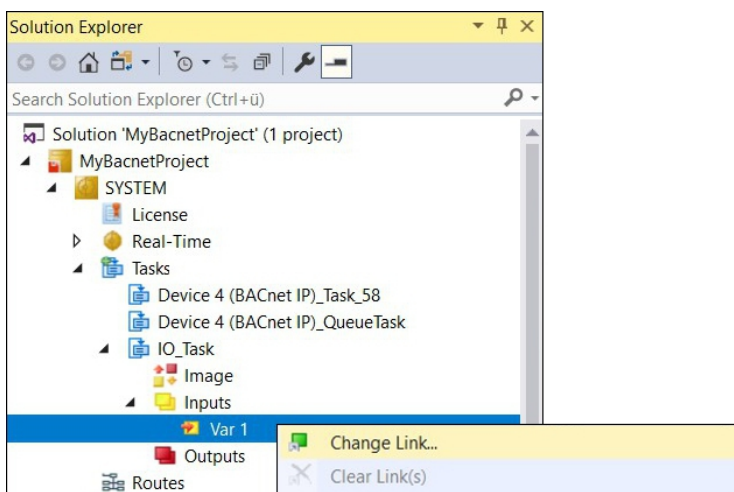 Solution Explorer
Search Solution Explorer (Ctrl+ü)
Solution 'MyBacnetProject' (1 project)
MyBacnetProject
SYSTEM
License
Real-Time
Tasks
Device 4 (BACnet IP)_Task_58
Device 4 (BACnet IP)_QueueTask
IO_Task
Image
Inputs
Var 1
Change Link...
Outputs
Clear Link(s)
Routes